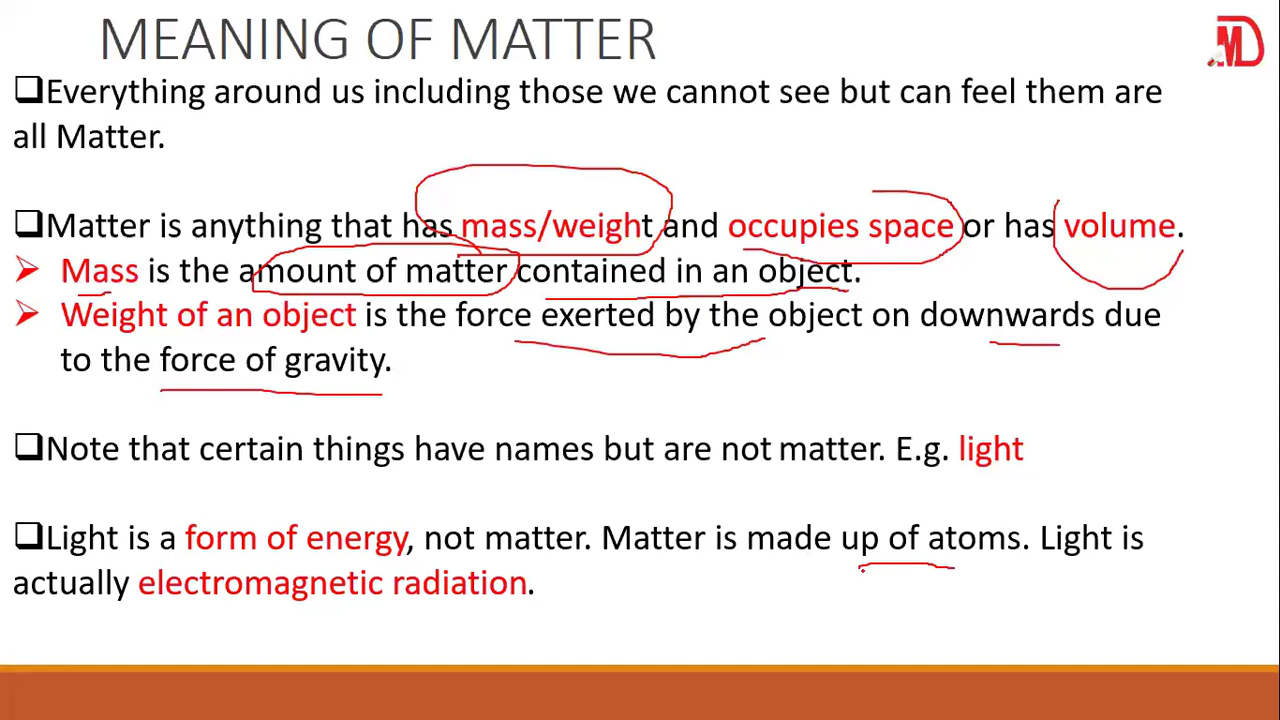 MEANING OF MATTER
MD
❑Everything around us including those we cannot see but can feel them are
all Matter.
❑Matter is anything that has mass/weight and occupies space or has volume.
➢ Mass is the amount of matter contained in an object.
➢ Weight of an object is the force exerted by the object on downwards due
to the force of gravity.
❑Note that certain things have names but are not matter. E.g. light
❑Light is a form of energy, not matter. Matter is made up of atoms. Light is
actually electromagnetic radiation.